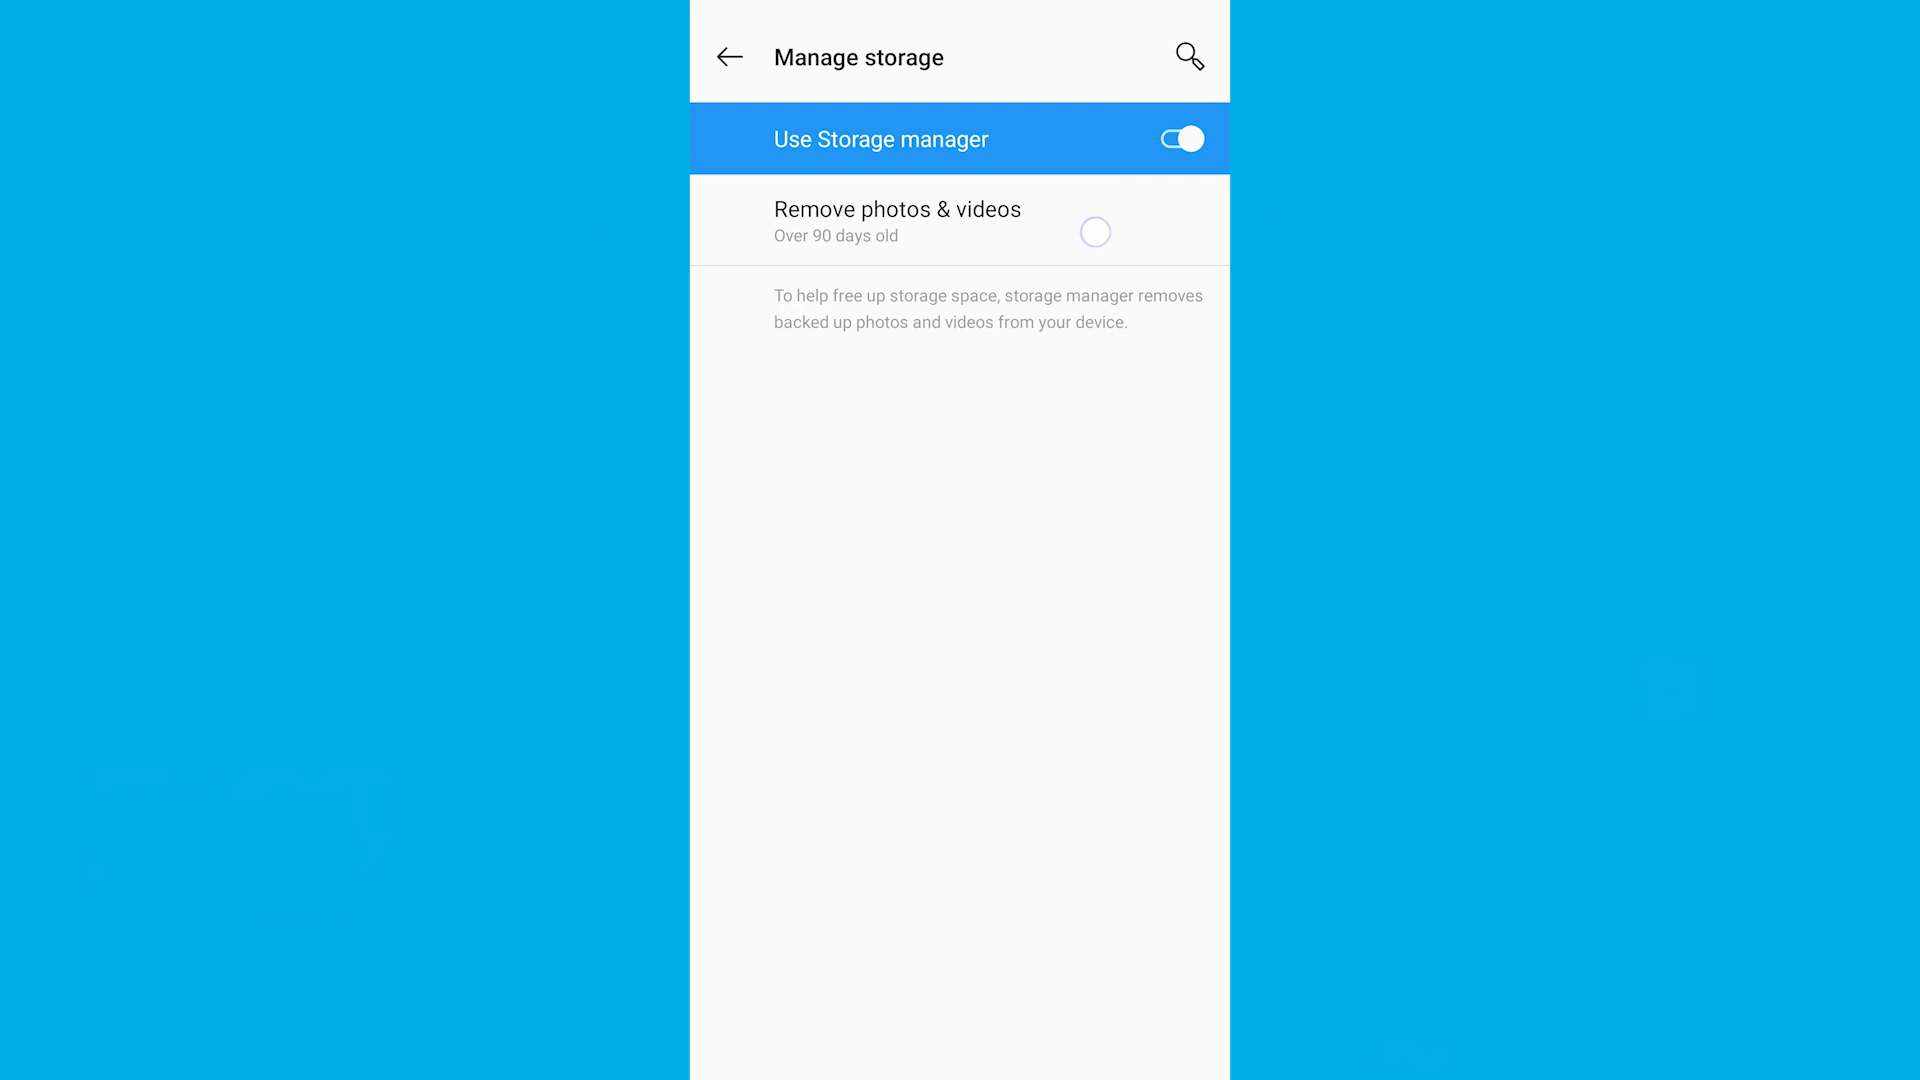 Manage storage
Use Storage manager
Remove photos & videos
Over 90 days old
To help free up storage space, storage manager removes
backed up photos and videos from your device.